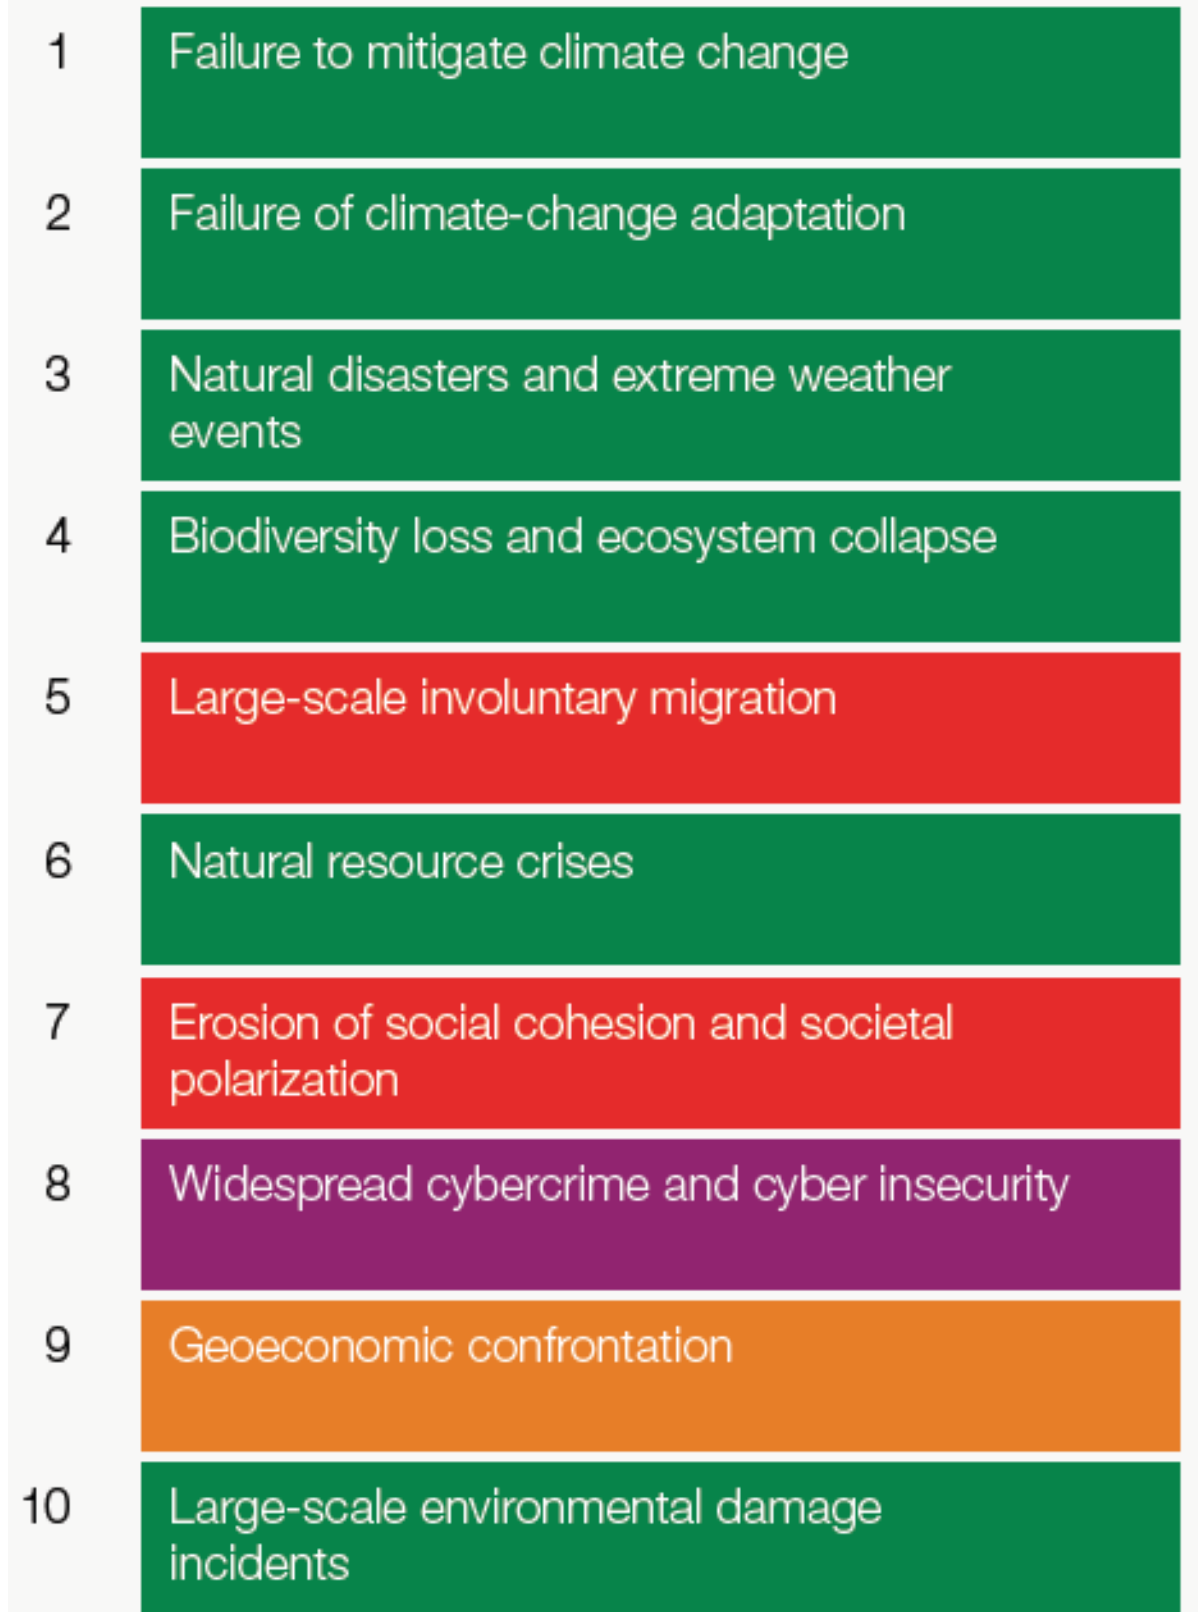 1 Failure to mitigate climate change
2 Failure of climate-change adaptation
3 Natural disasters and extreme weather
events
4 Biodiversity loss and ecosystem collapse
5 Large-scale involuntary migration
6 Natural resource crises
7 Erosion of social cohesion and societal
polarization
8 Widespread cybercrime and cyber insecurity
9 Geoeconomic confrontation
10 Large-scale environmental damage
incidents